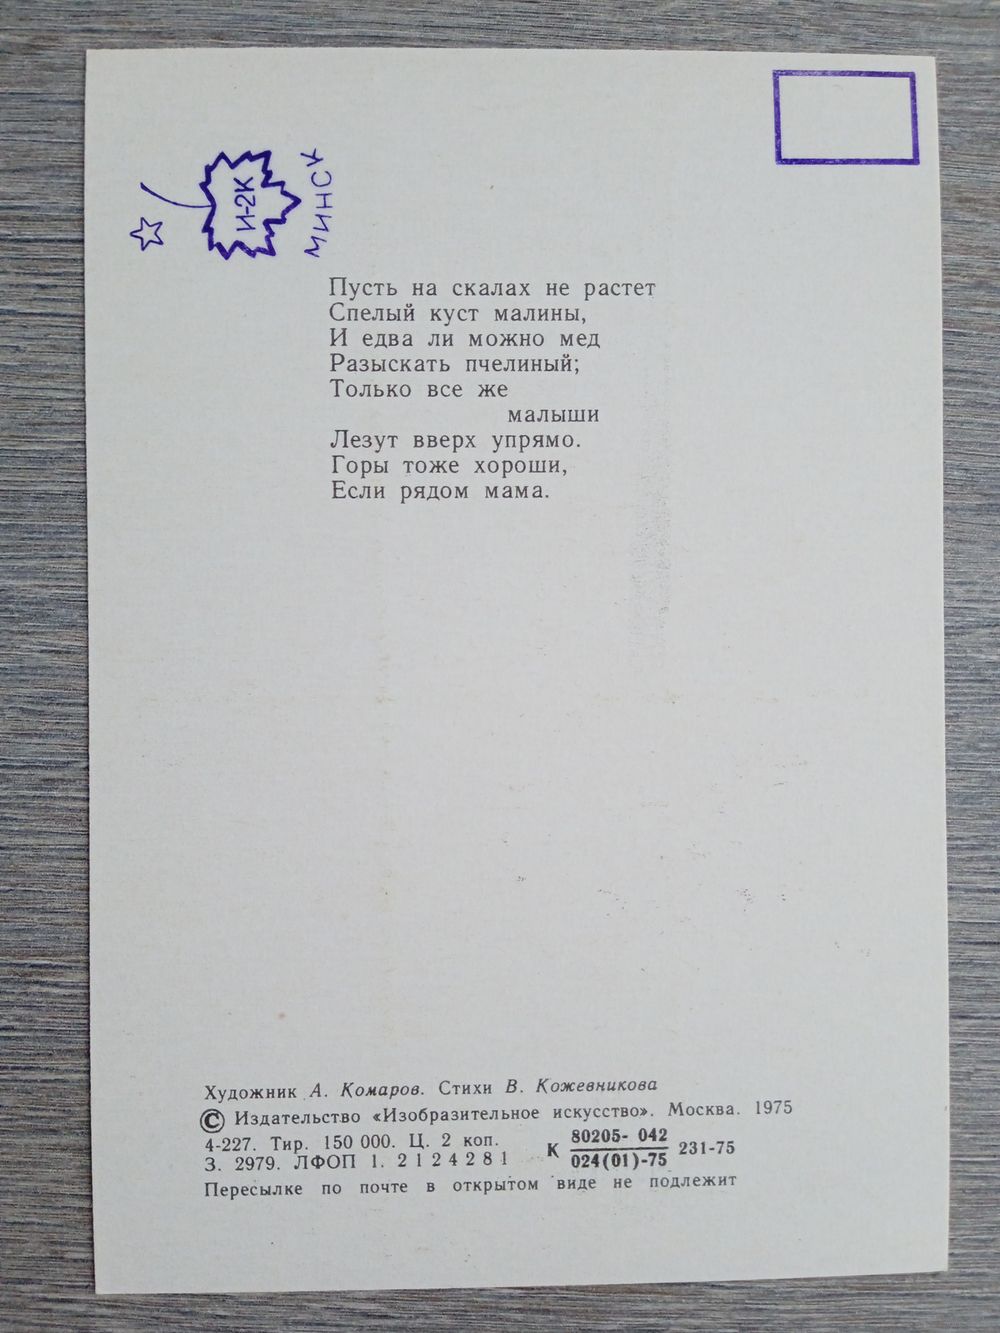 И-2К
МИНСК
Пусть на скалах не растет
Спелый куст малины,
И едва ли можно мед
Разыскать пчелиный;
Только все же
малыши
Лезут вверх упрямо.
Горы тоже хороши,
Если рядом мама.
Художник А. Комаров. Стихи В. Кожевникова
© Издательство «Изобразительное искусство». Москва. 1975
4-227. Тир. 150 000. Ц. 2 коп.
З. 2979. ЛФОП 1. 2124281
К 80205-042 / 024(01)-75 231-75
Пересылке по почте в открытом виде не подлежит